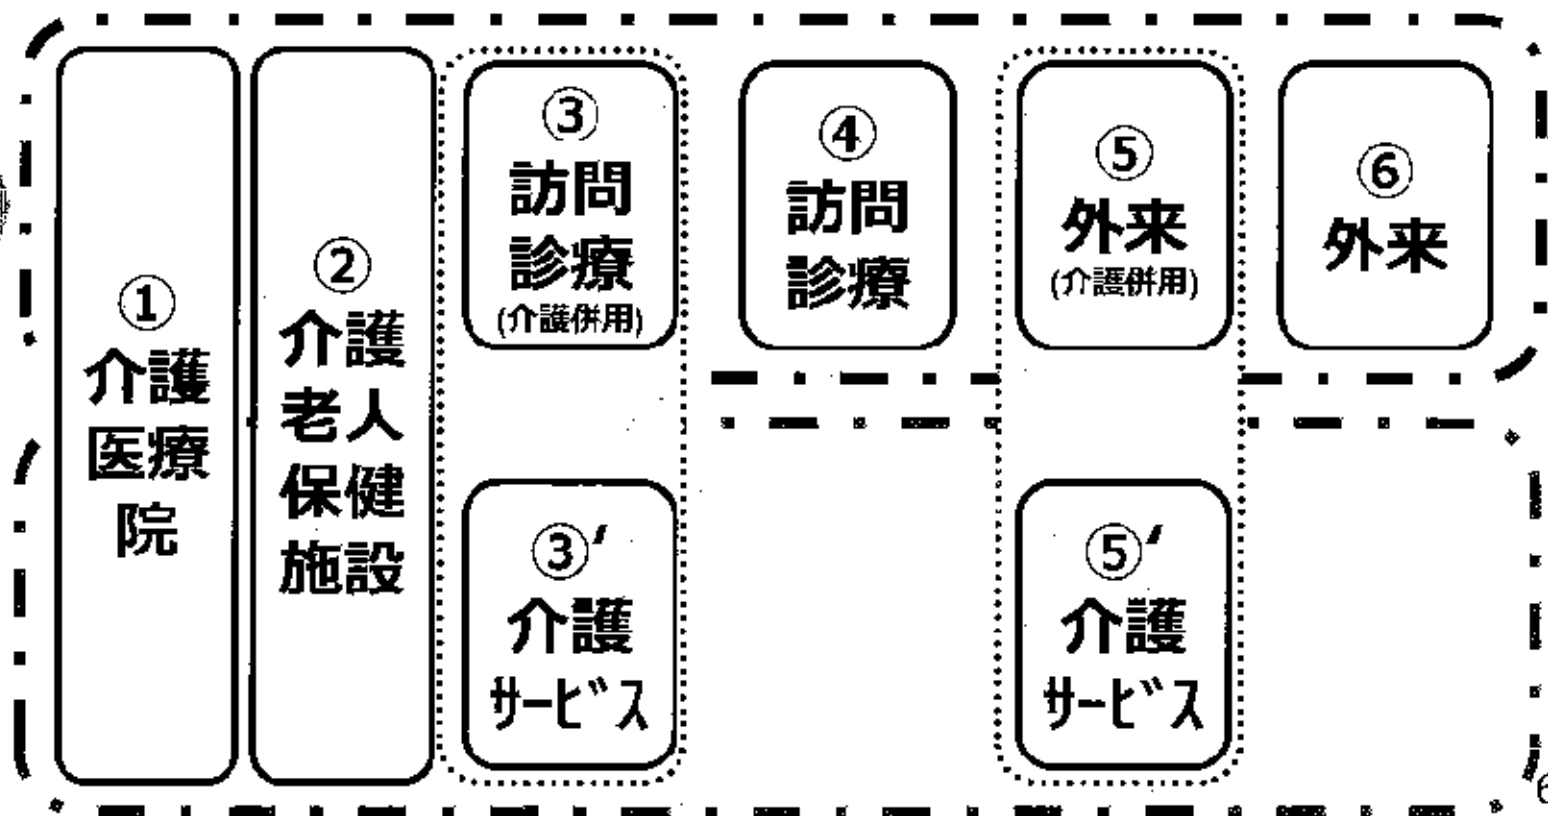 ①
介護
医療
院
②
介護
老人
保健
施設
③
訪問
診療
(介護併用)
④
訪問
診療
⑤
外来
(介護併用)
⑥
外来
③′
介護
サービス
⑤′
介護
サービス
6